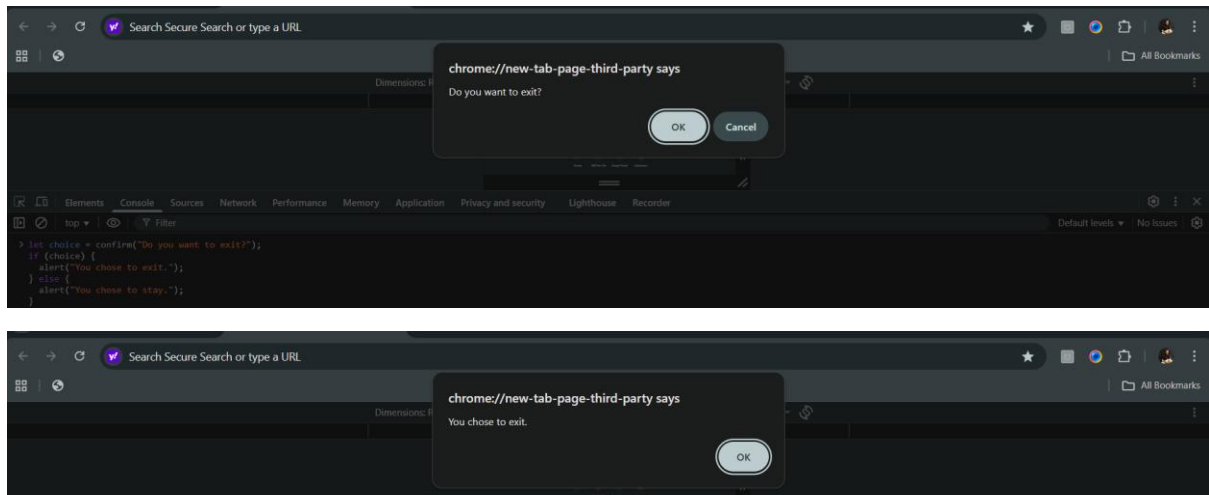 Search Secure Search or type a URL
All Bookmarks
chrome://new-tab-page-third-party says
Do you want to exit?
OK Cancel
Dimensions: R
Elements Console Sources Network Performance Memory Application Privacy and security Lighthouse Recorder
top Filter Default levels No Issues
> let choice = confirm("Do you want to exit?");
if (choice) {
alert("You chose to exit.");
} else {
alert("You chose to stay.");
}
Search Secure Search or type a URL
All Bookmarks
chrome://new-tab-page-third-party says
You chose to exit.
OK
Dimensions: R